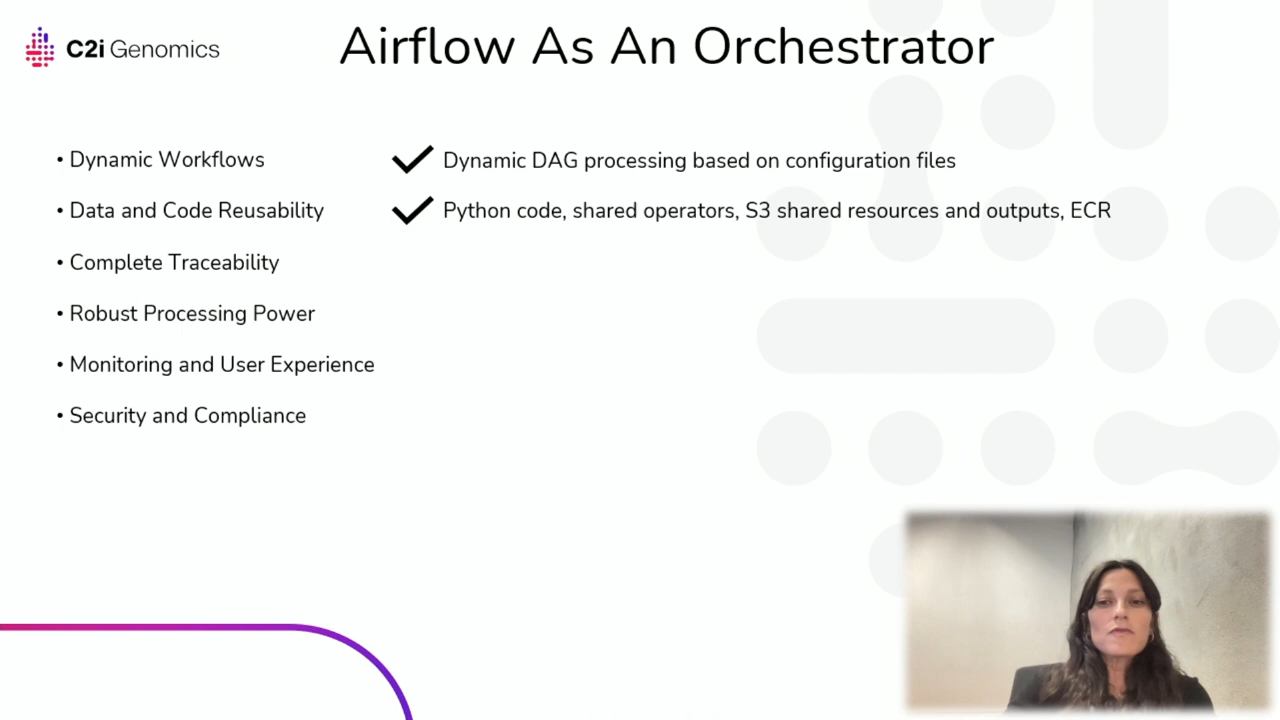 C2i Genomics
Airflow As An Orchestrator
• Dynamic Workflows
Dynamic DAG processing based on configuration files
• Data and Code Reusability
Python code, shared operators, S3 shared resources and outputs, ECR
• Complete Traceability
• Robust Processing Power
• Monitoring and User Experience
• Security and Compliance